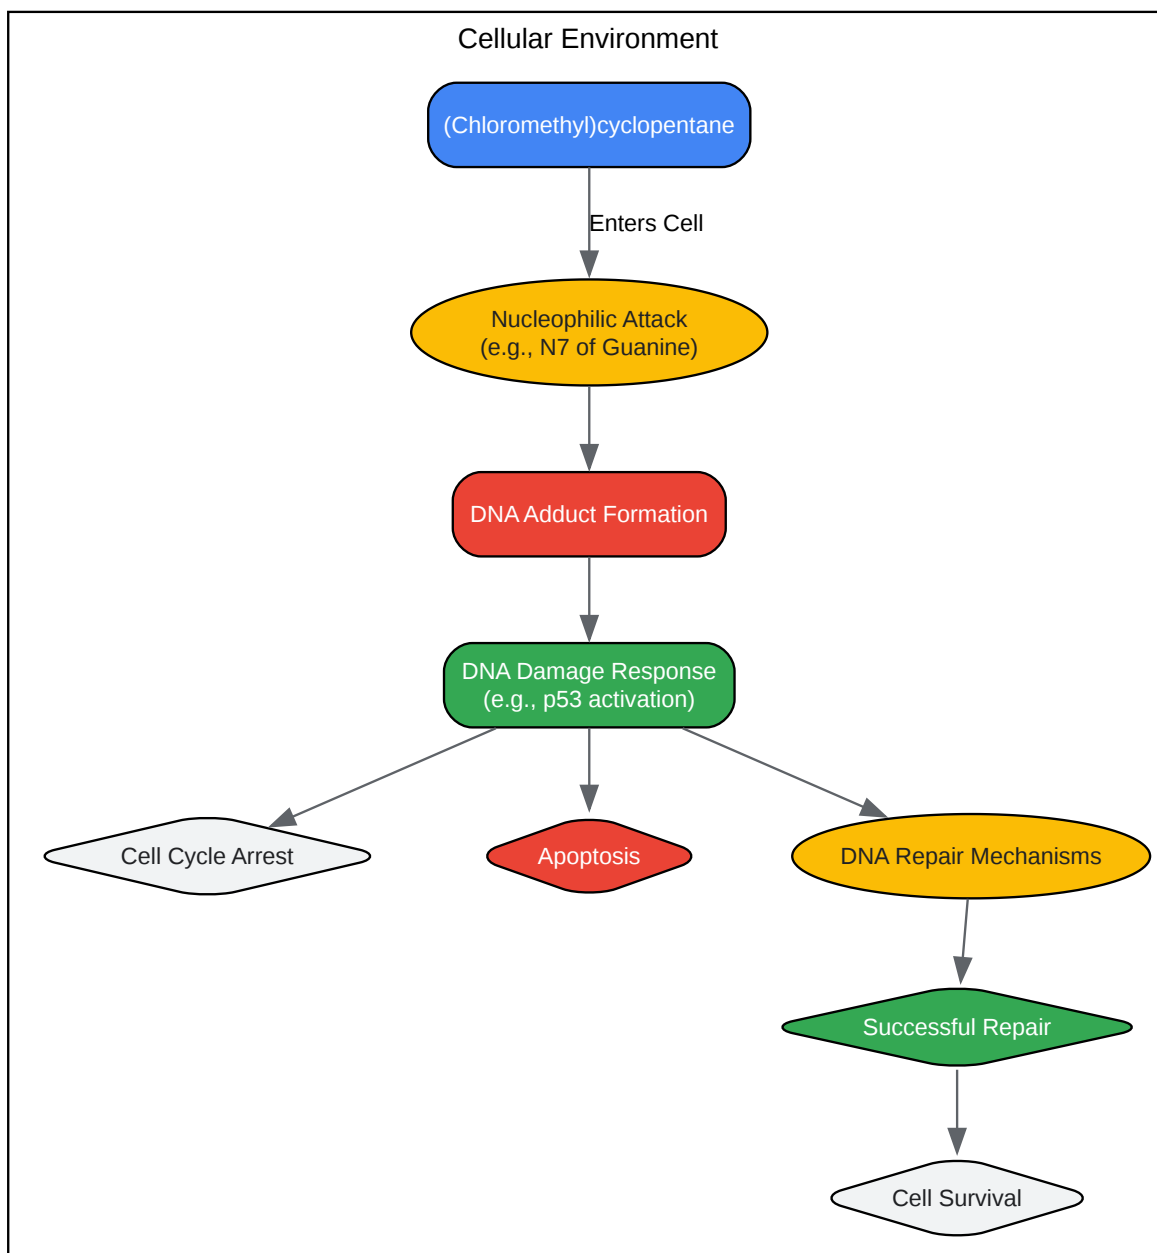 Cellular Environment
(Chloromethyl)cyclopentane
Enters Cell
Nucleophilic Attack
(e.g., N7 of Guanine)
DNA Adduct Formation
DNA Damage Response
(e.g., p53 activation)
Cell Cycle Arrest
Apoptosis
DNA Repair Mechanisms
Successful Repair
Cell Survival